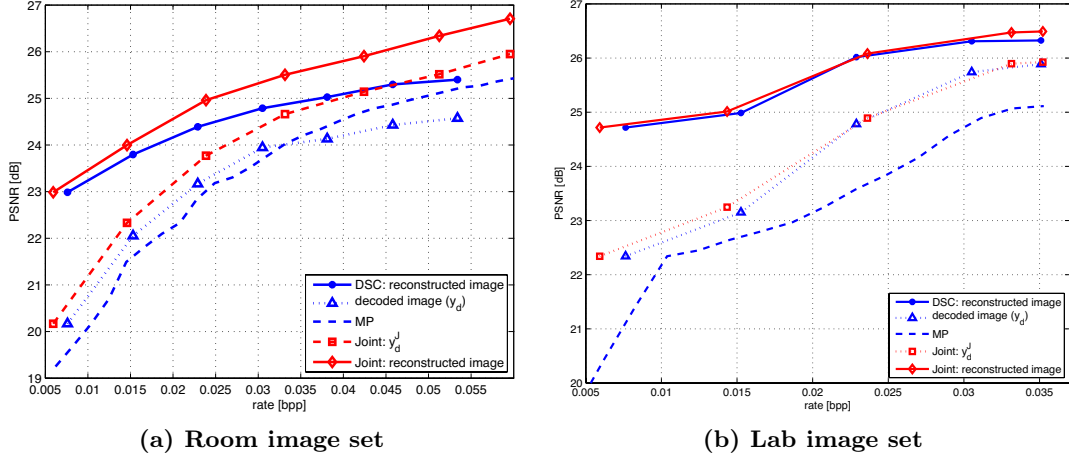 27
26
25
24
23
22
21
20
19
PSNR [dB]
0.005 0.01 0.015 0.02 0.025 0.03 0.035 0.04 0.045 0.05 0.055
rate [bpp]
DSC: reconstructed image
decoded image (y_d)
MP
Joint: y_d^J
Joint: reconstructed image
(a) Room image set
27
26
25
24
23
22
21
20
PSNR [dB]
0.005 0.01 0.015 0.02 0.025 0.03 0.035
rate [bpp]
DSC: reconstructed image
decoded image (y_d)
MP
Joint: y_d^J
Joint: reconstructed image
(b) Lab image set